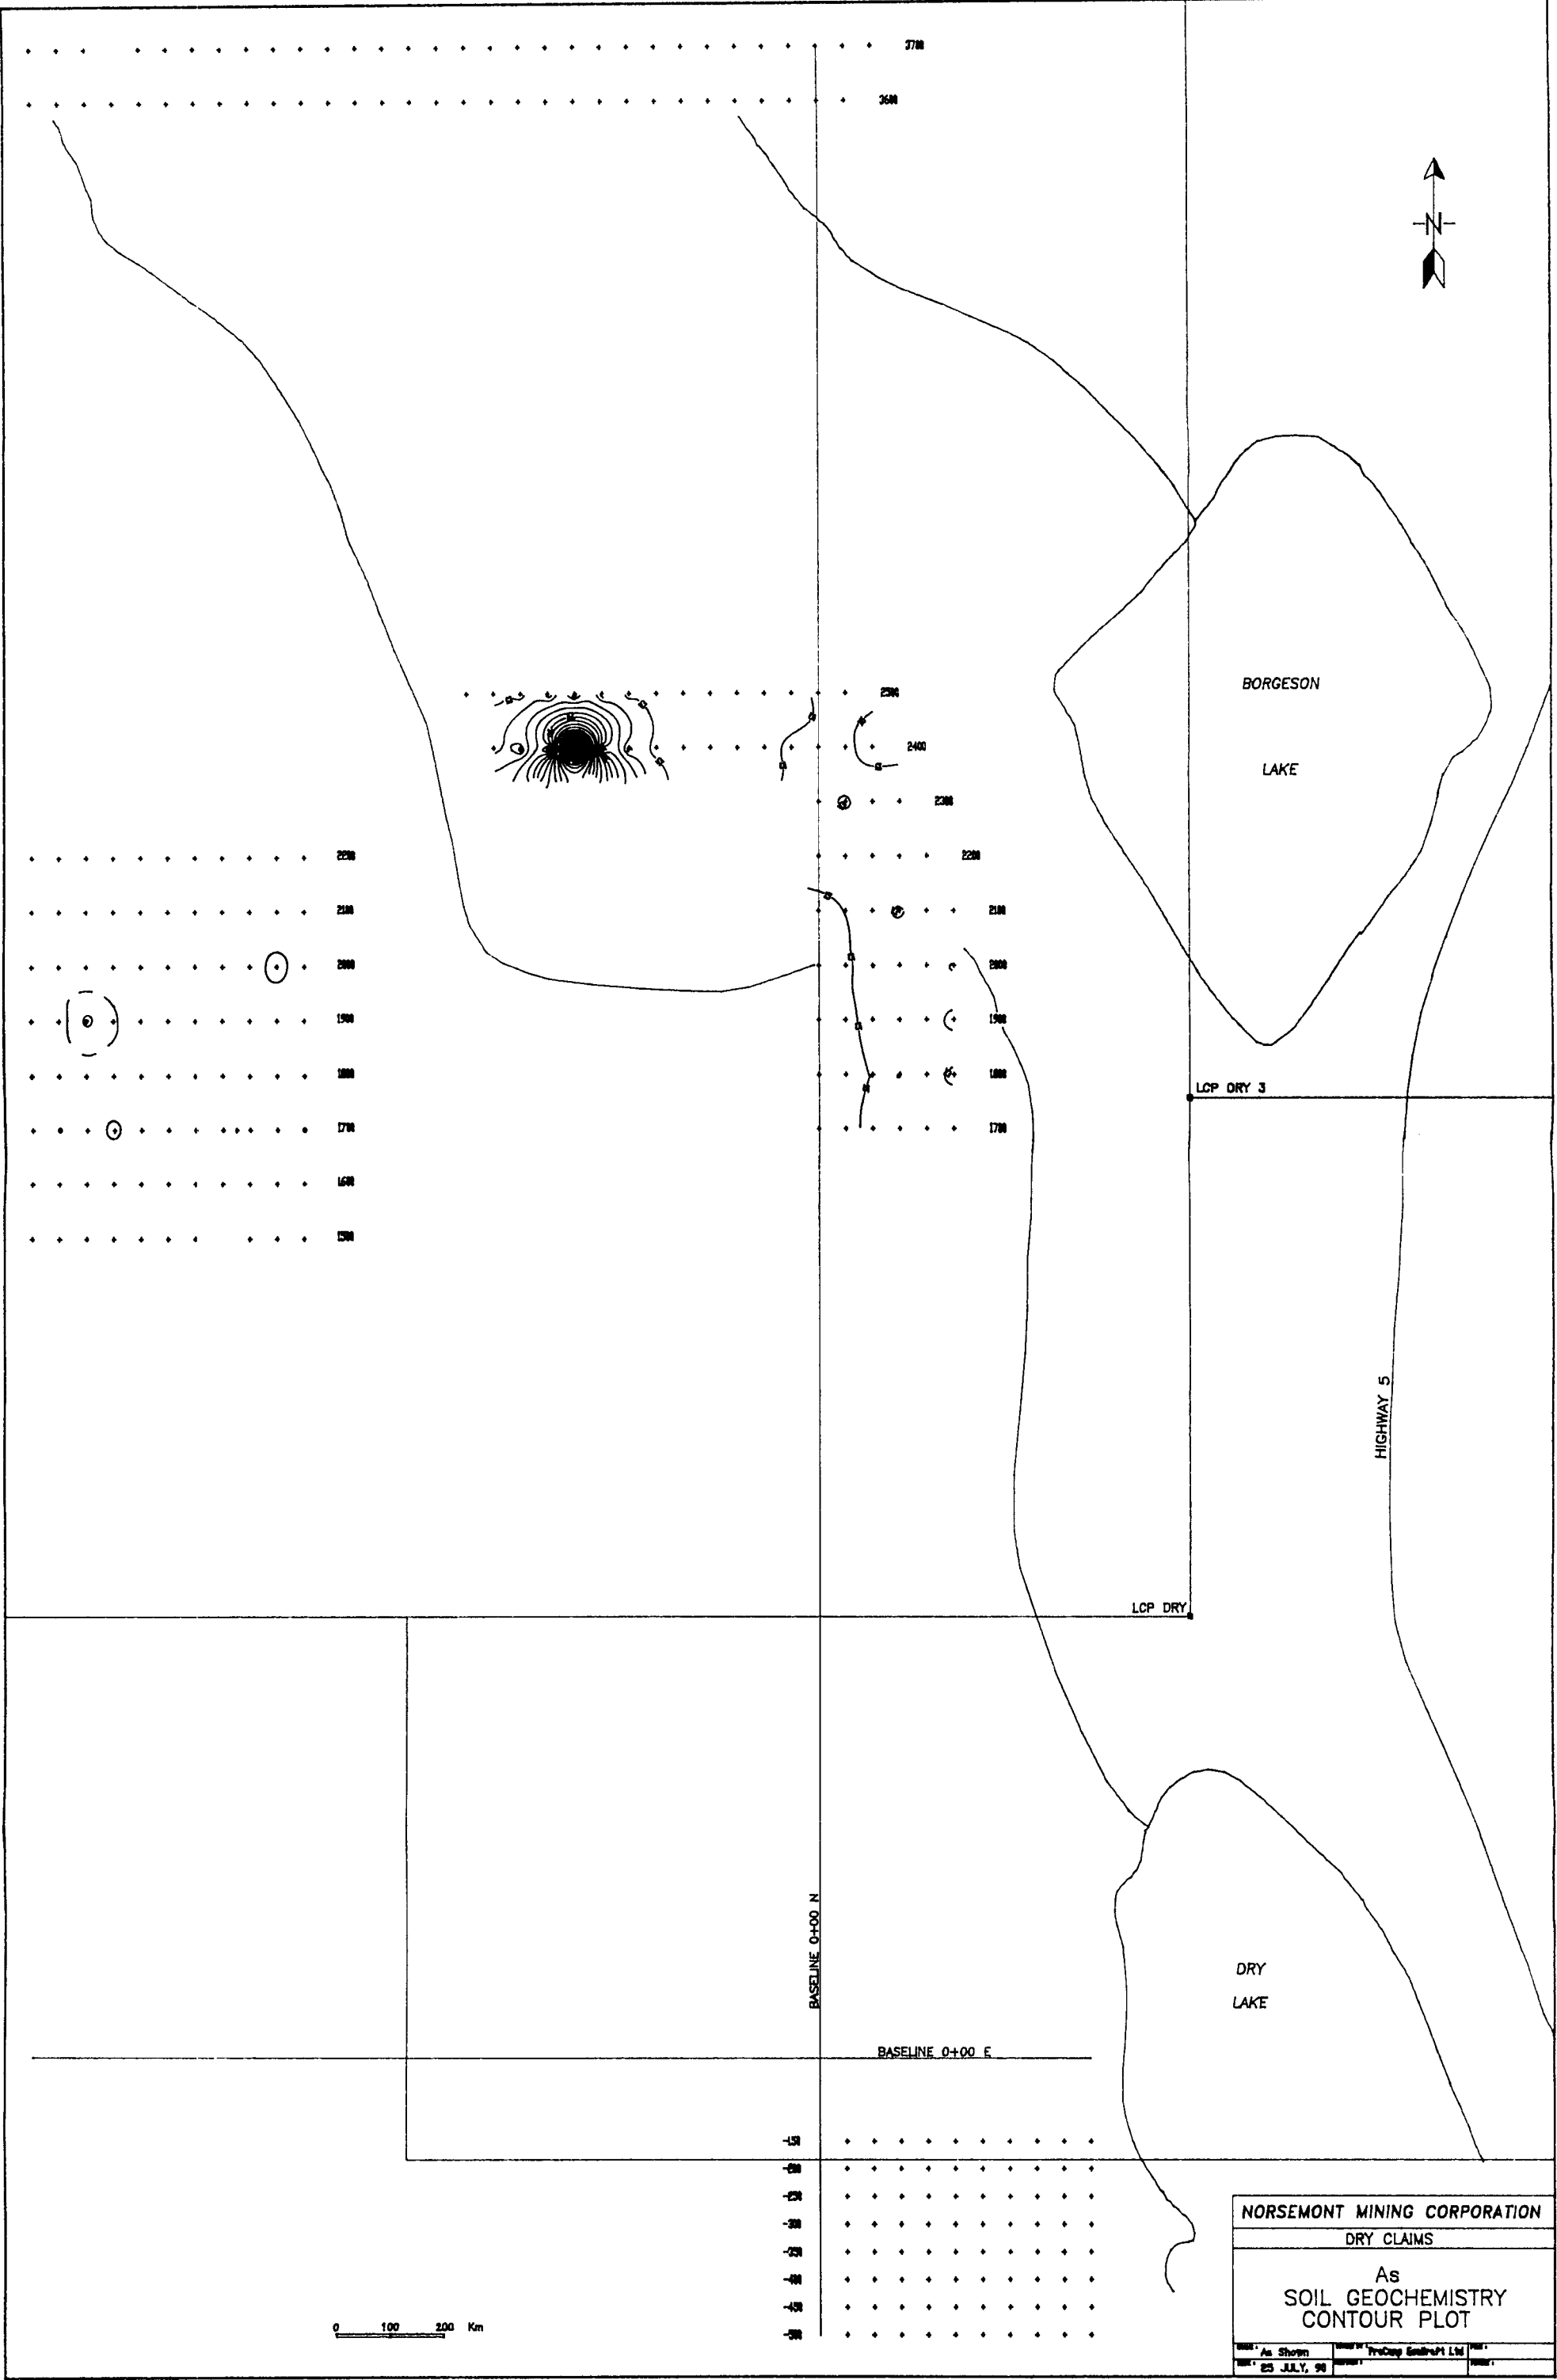 3700
3600
N
BORGESON
LAKE
2500
2400
2300
2200
2200
2100
2100
2000
2000
1900
1900
1800
1800
1700
1700
1600
1500
LCP DRY 3
HIGHWAY 5
LCP DRY
BASELINE 0+00 N
DRY
LAKE
BASELINE 0+00 E
-150
-200
-250
-300
-350
-400
-450
-500
0 100 200 Km
NORSEMONT MINING CORPORATION
DRY CLAIMS
As
SOIL GEOCHEMISTRY
CONTOUR PLOT
As Shown
25 JULY, 90